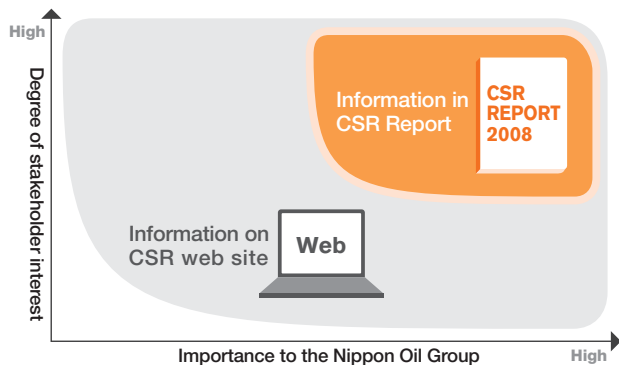 High
Degree of stakeholder interest
Information in
CSR Report
CSR
REPORT
2008
Information on
CSR web site
Web
Importance to the Nippon Oil Group
High